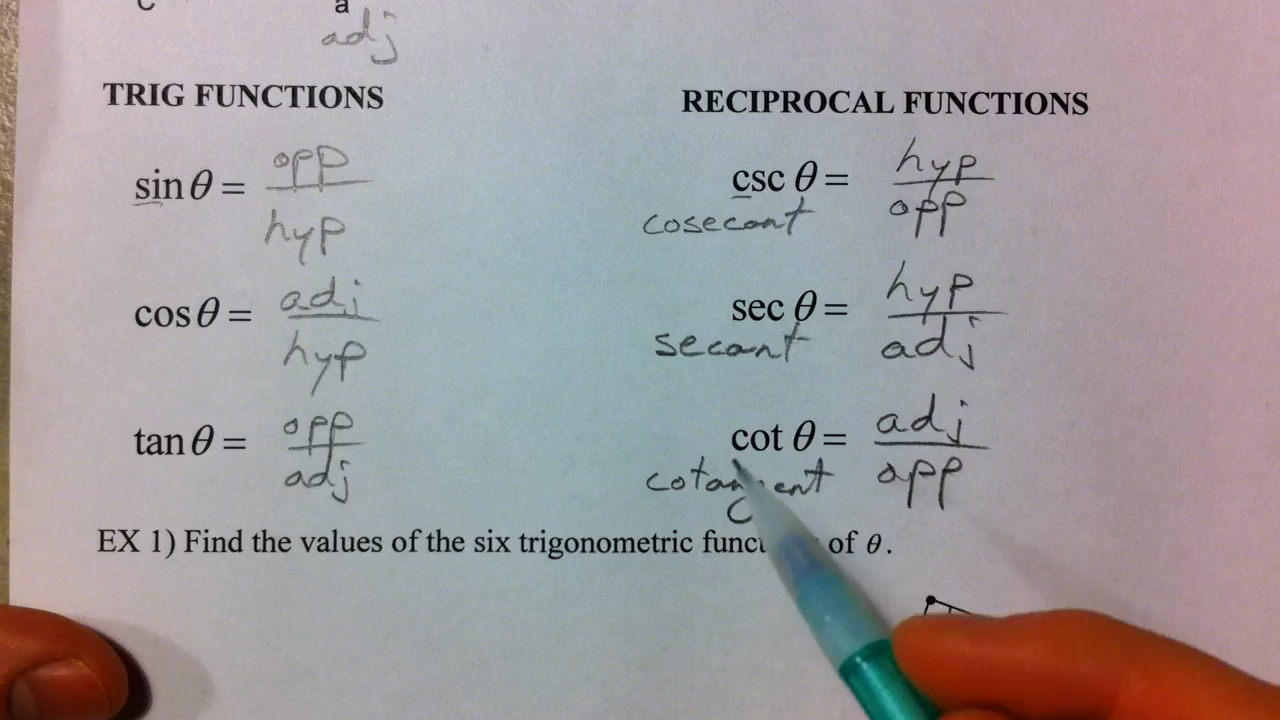 c a
adj
TRIG FUNCTIONS RECIPROCAL FUNCTIONS
sin θ = opp/hyp csc θ = hyp/opp
cosecant
cos θ = adj/hyp sec θ = hyp/adj
secant
tan θ = opp/adj cot θ = adj/opp
cotangent
EX 1) Find the values of the six trigonometric of θ.